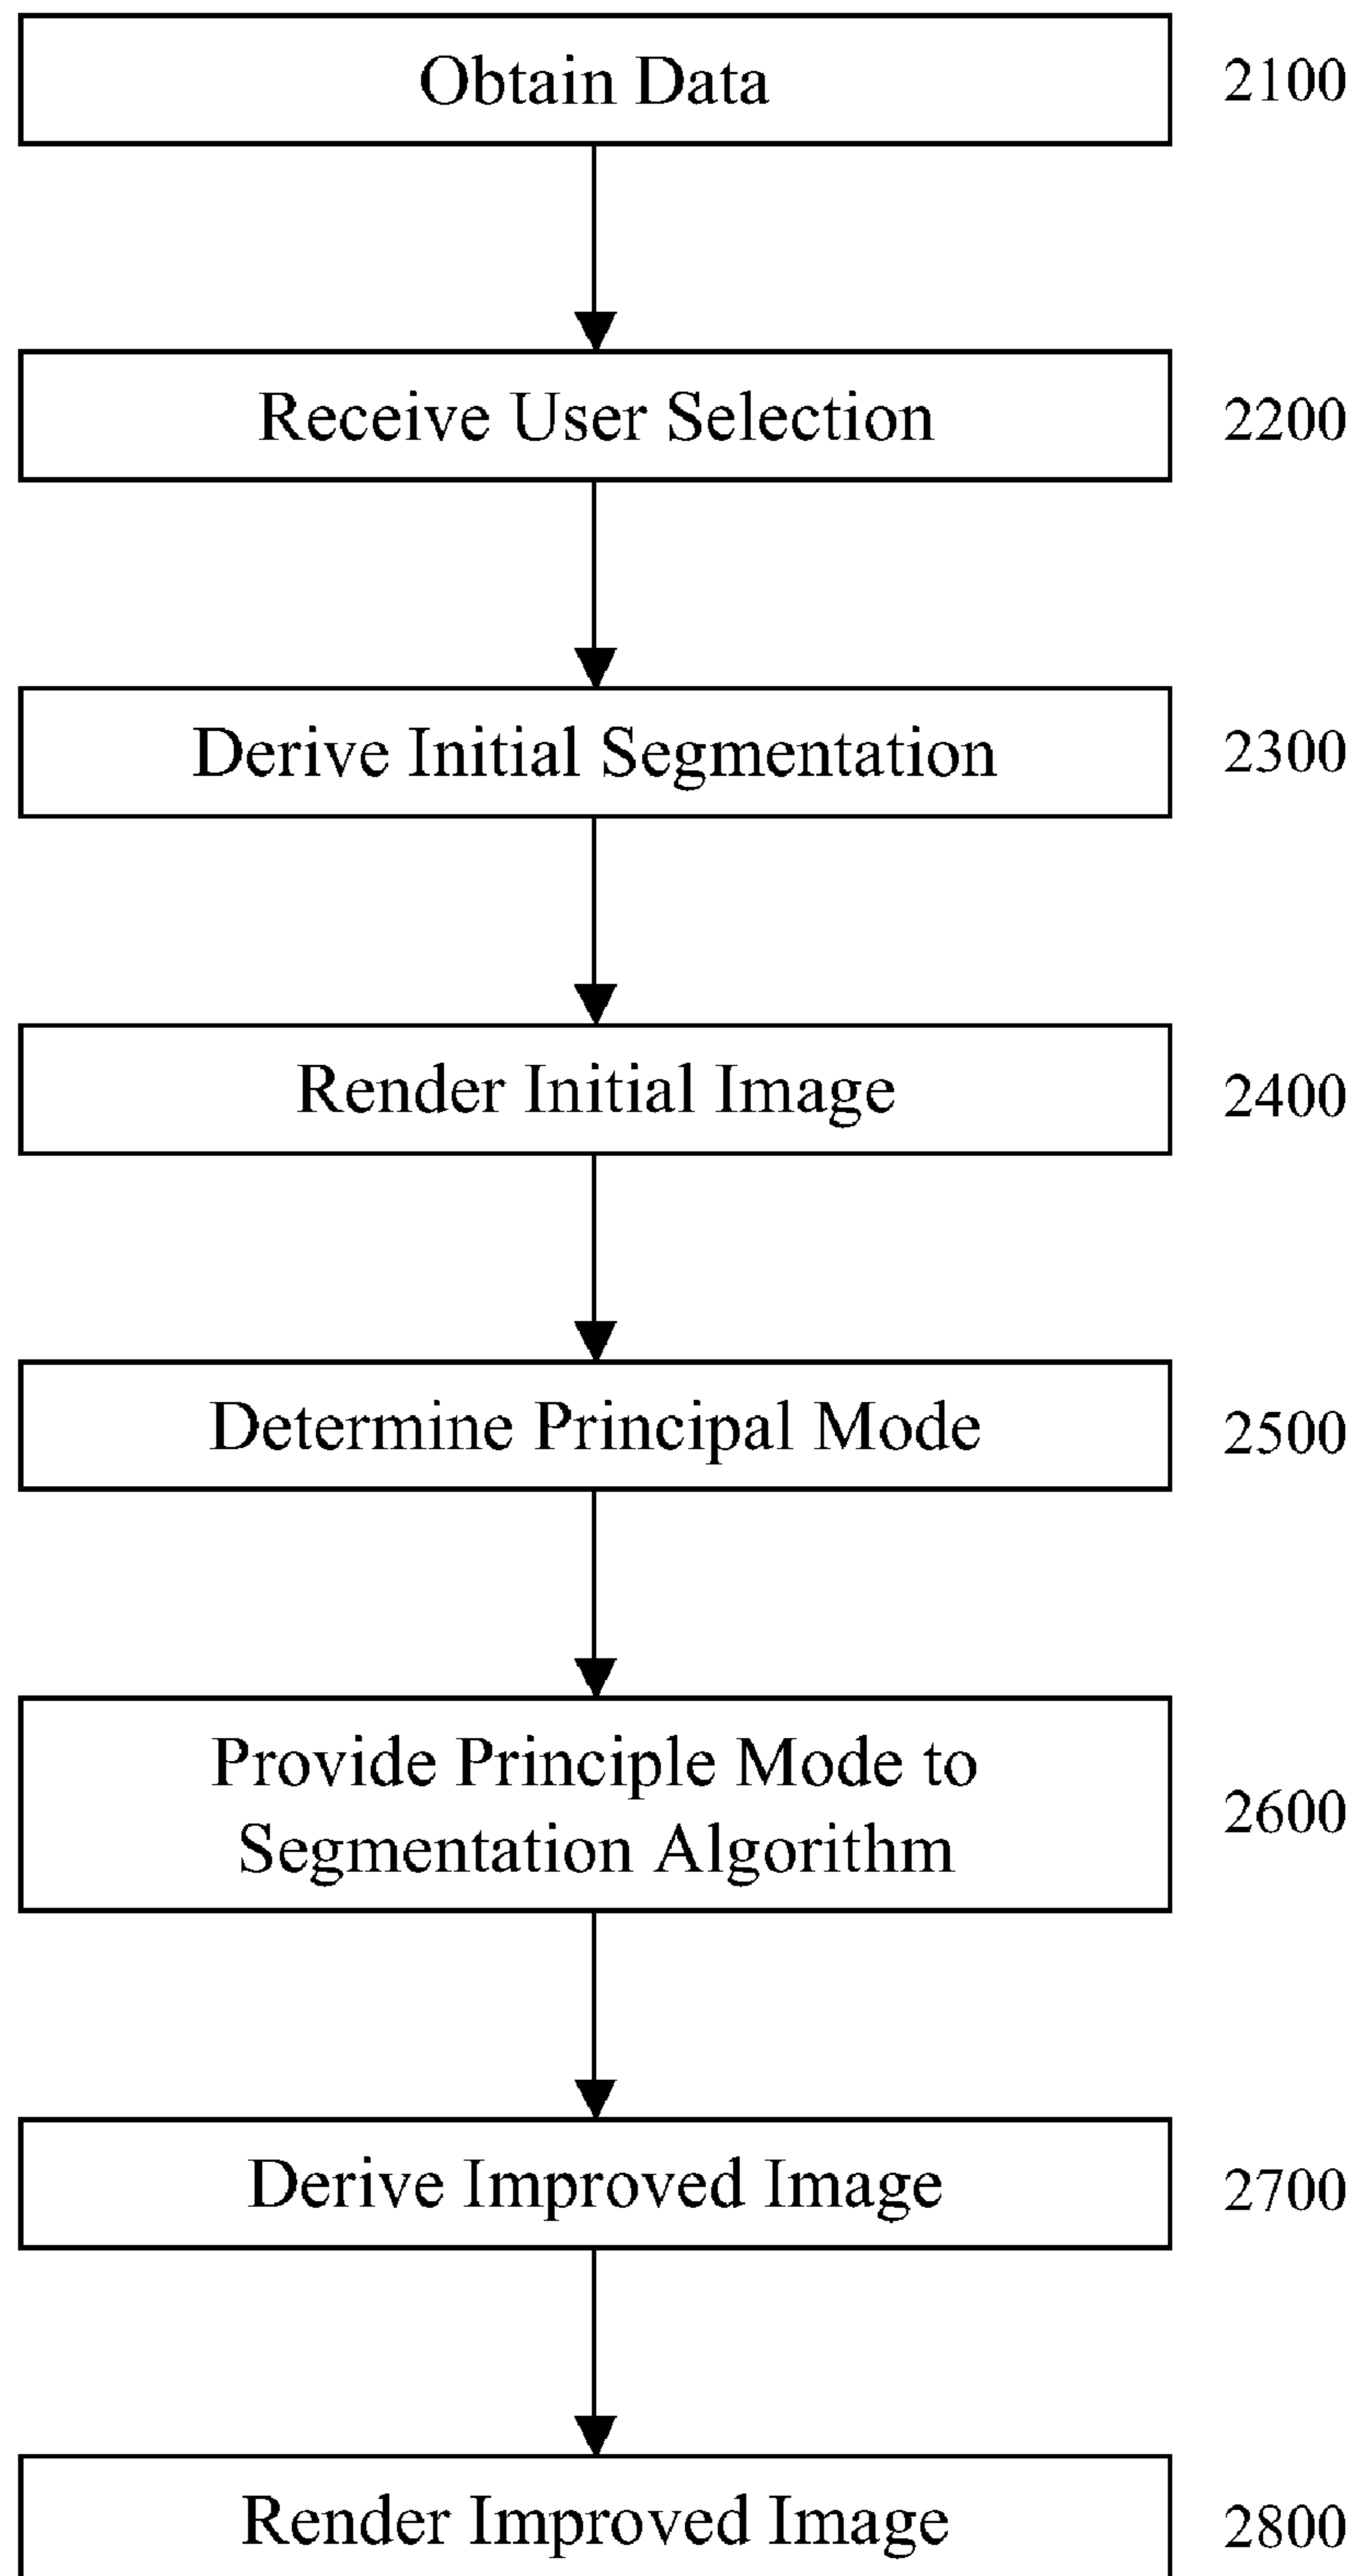 Obtain Data 2100
Receive User Selection 2200
Derive Initial Segmentation 2300
Render Initial Image 2400
Determine Principal Mode 2500
Provide Principle Mode to
Segmentation Algorithm 2600
Derive Improved Image 2700
Render Improved Image 2800